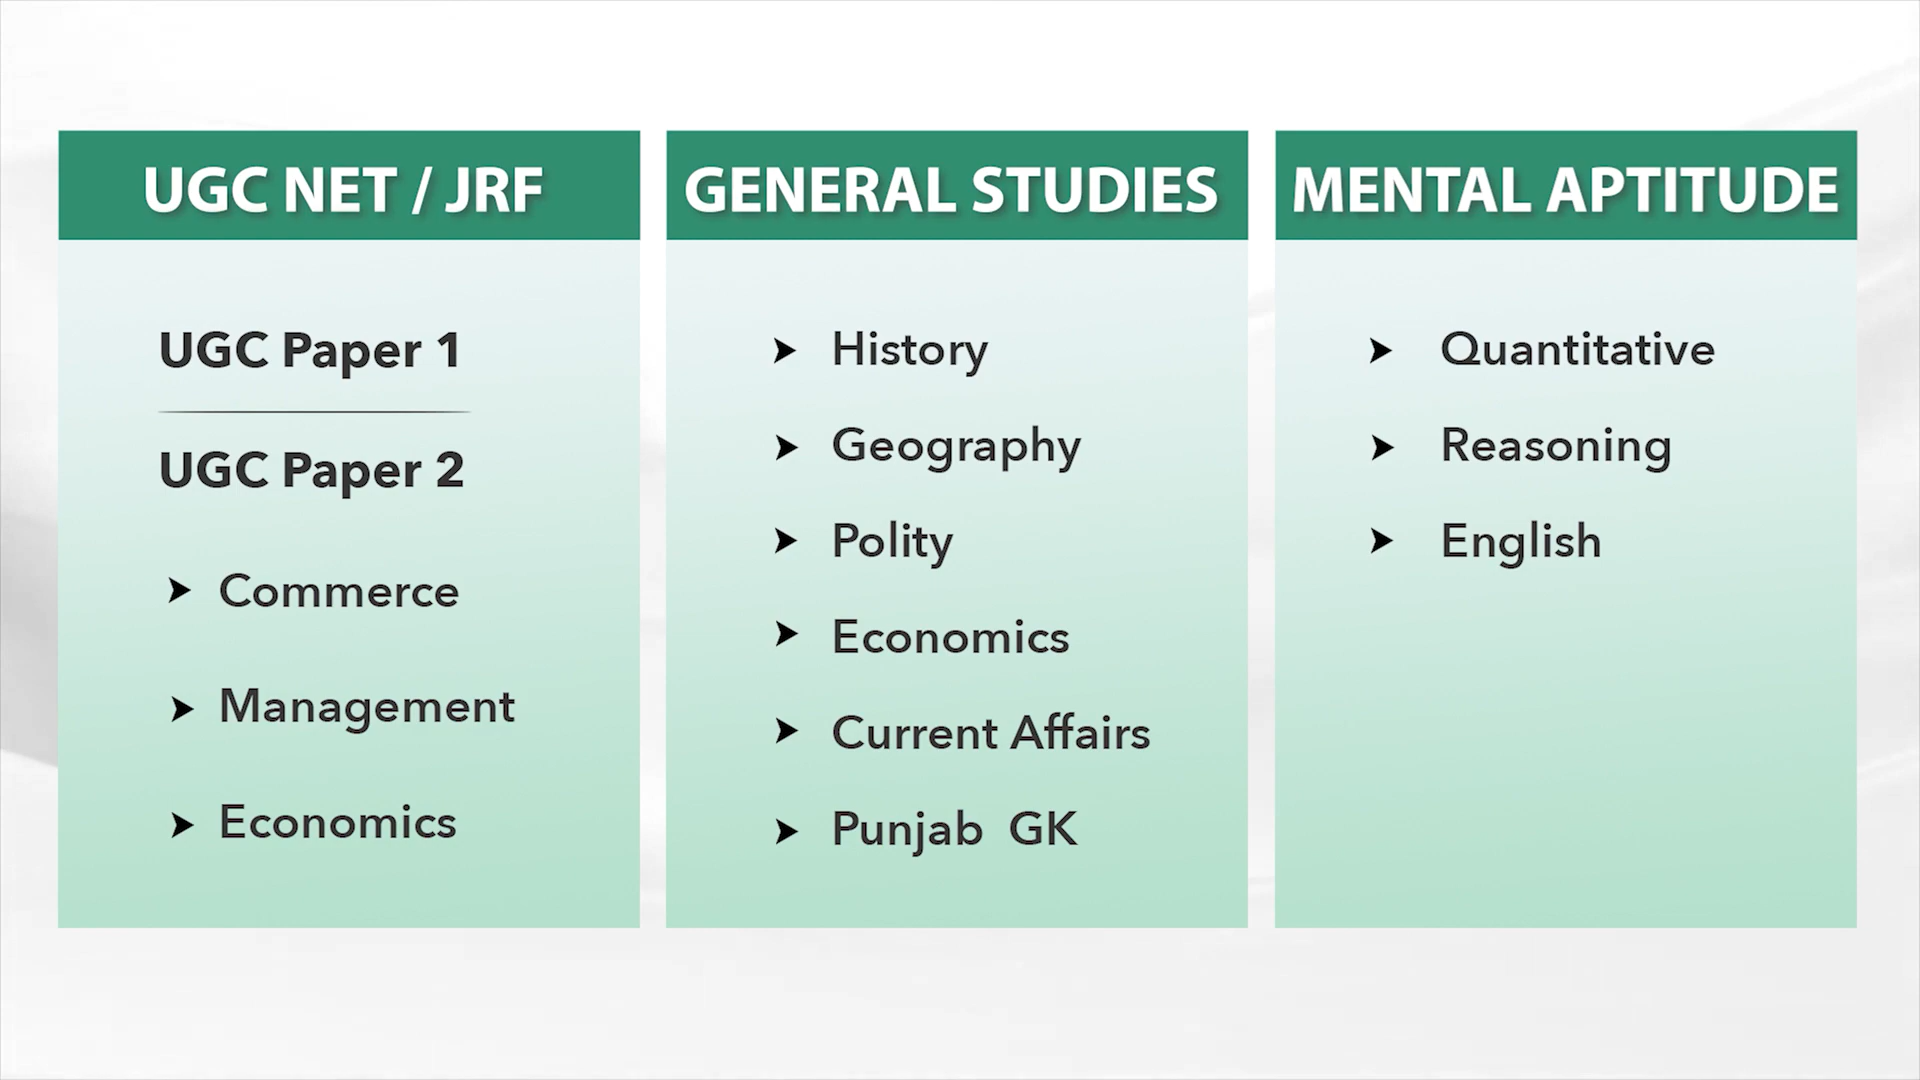 UGC NET / JRF
UGC Paper 1
UGC Paper 2
Commerce
Management
Economics
GENERAL STUDIES
History
Geography
Polity
Economics
Current Affairs
Punjab GK
MENTAL APTITUDE
Quantitative
Reasoning
English